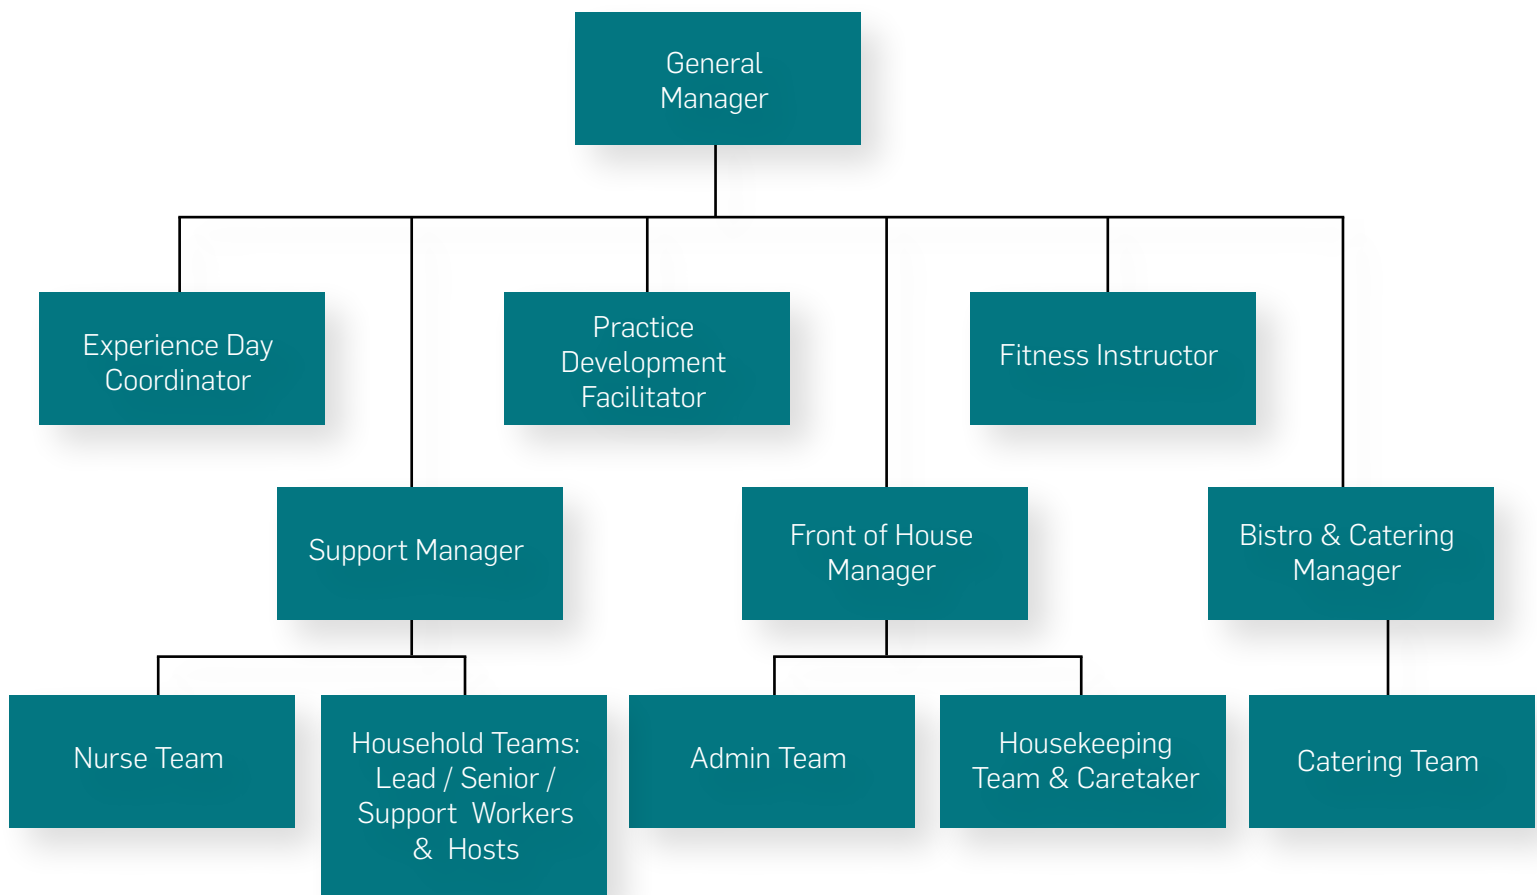 General
Manager
Experience Day
Coordinator
Practice
Development
Facilitator
Fitness Instructor
Support Manager
Front of House
Manager
Bistro & Catering
Manager
Nurse Team
Household Teams:
Lead / Senior /
Support Workers
& Hosts
Admin Team
Housekeeping
Team & Caretaker
Catering Team